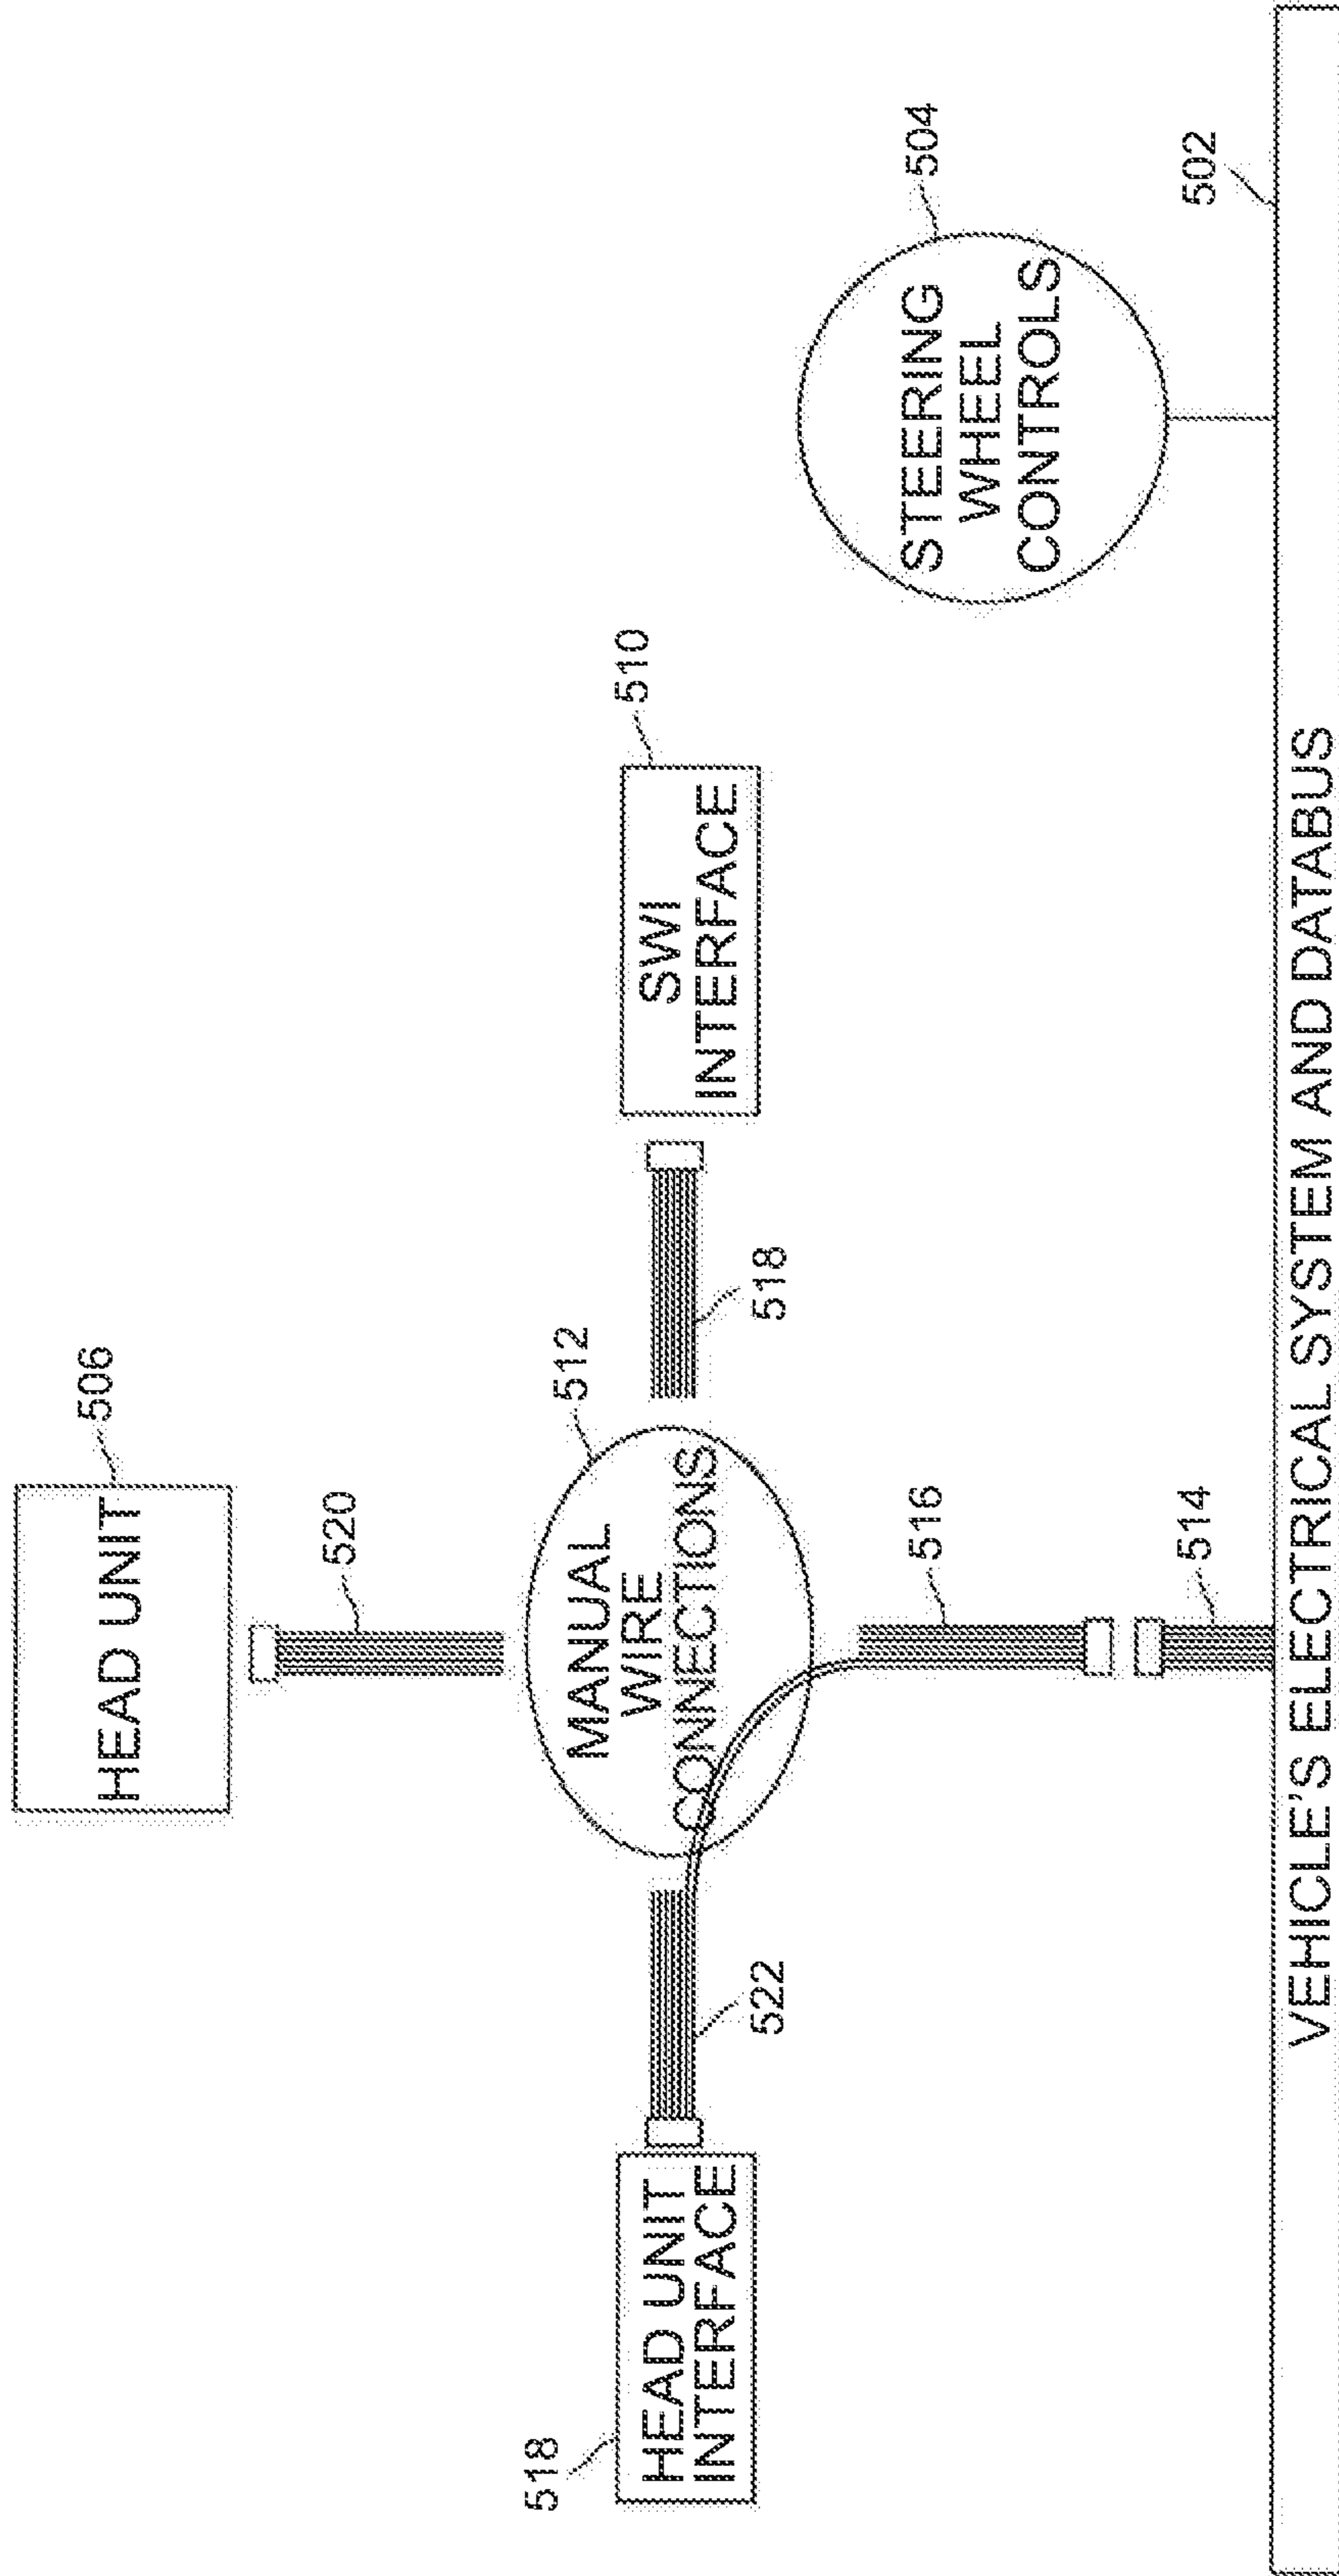 506
HEAD UNIT
520
512
MANUAL
WIRE
CONNECTIONS
518
HEAD UNIT
INTERFACE
522
518
510
SWI
INTERFACE
516
504
STEERING
WHEEL
CONTROLS
514
502
VEHICLE'S ELECTRICAL SYSTEM AND DATABUS